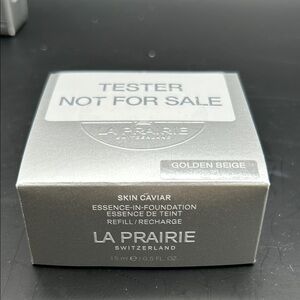 TESTER
NOT FOR SALE
LA PRAIRIE
SWITZERLAND
GOLDEN BEIGE
SKIN CAVIAR
ESSENCE-IN-FOUNDATION
ESSENCE DE TEINT
REFILL/RECHARGE
LA PRAIRIE
SWITZERLAND
15 ml / 0.5 FL. OZ.